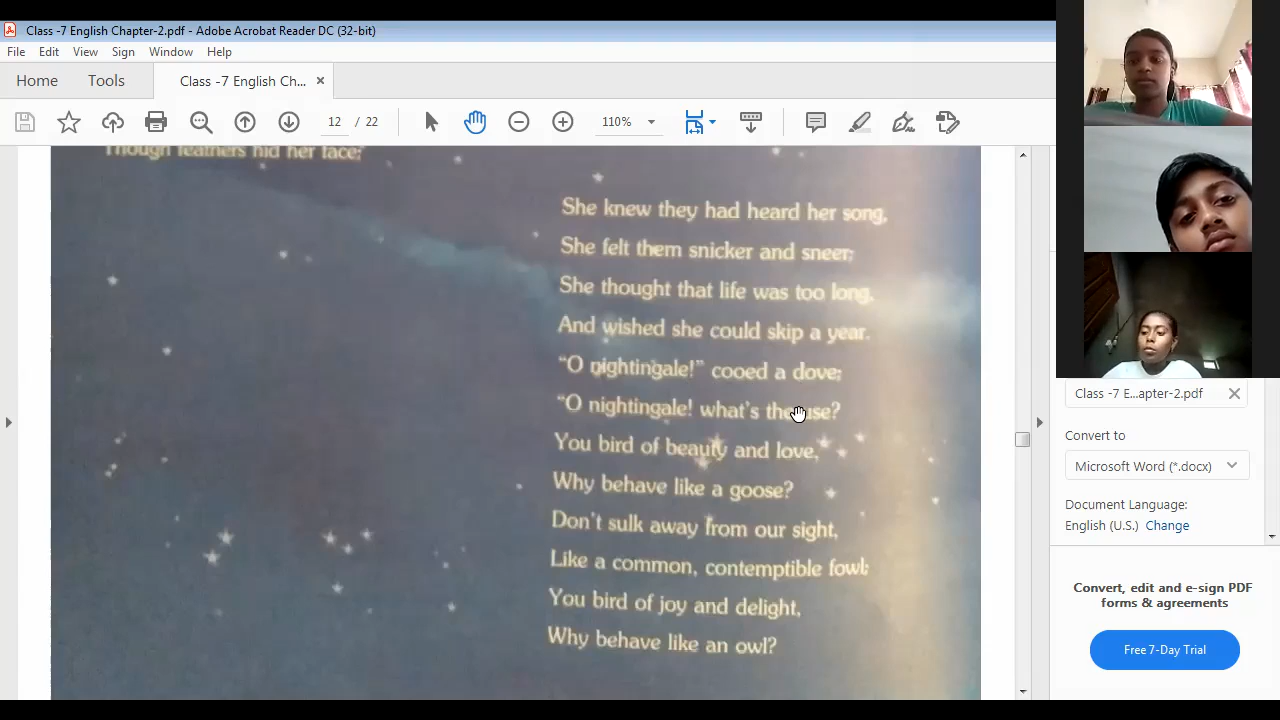 Class -7 English Chapter-2.pdf - Adobe Acrobat Reader DC (32-bit)
File Edit View Sign Window Help
Home Tools Class -7 English Ch... ×
12 / 22 110%
Though feathers hid her face;
She knew they had heard her song,
She felt them snicker and sneer;
She thought that life was too long,
And wished she could skip a year.
“O nightingale!” cooed a dove;
“O nightingale! what's the use?
You bird of beauty and love,
Why behave like a goose?
Don't sulk away from our sight,
Like a common, contemptible fowl;
You bird of joy and delight,
Why behave like an owl?
Class -7 E...apter-2.pdf
Convert to
Microsoft Word (*.docx)
Document Language:
English (U.S.) Change
Convert, edit and e-sign PDF
forms & agreements
Free 7-Day Trial